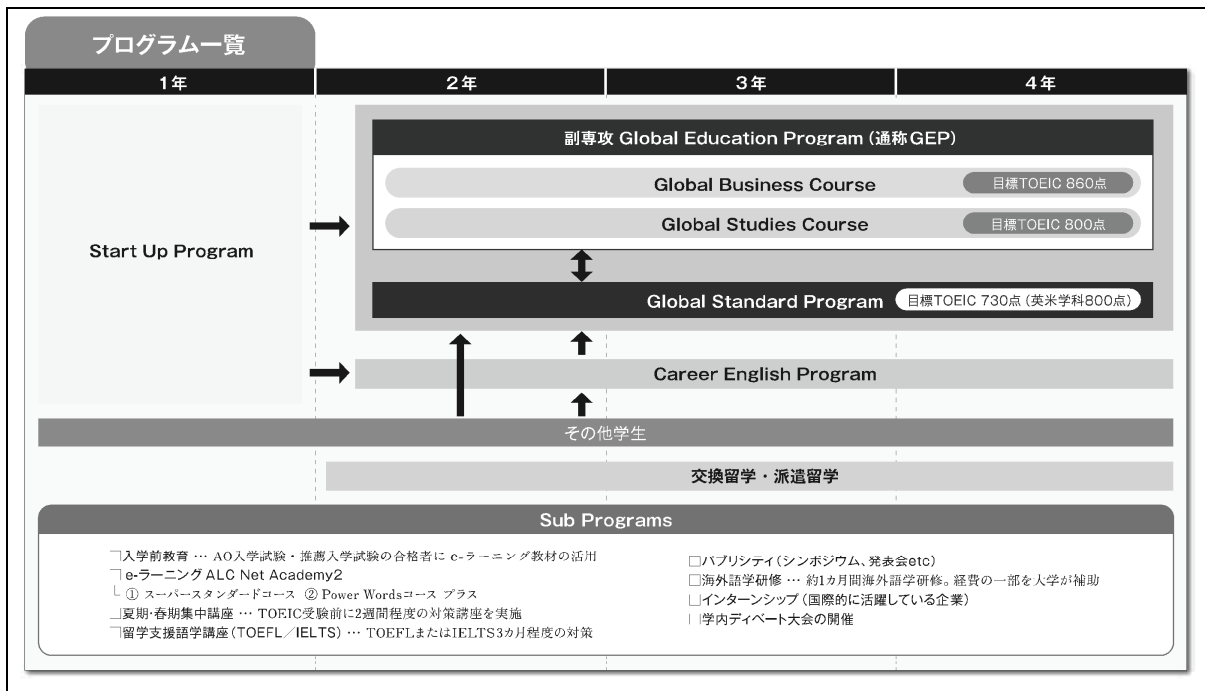 プログラム一覧
1年
2年
3年
4年
Start Up Program
副専攻 Global Education Program (通称GEP)
Global Business Course
目標TOEIC 860点
Global Studies Course
目標TOEIC 800点
Global Standard Program
目標TOEIC 730点 (英米学科800点)
Career English Program
その他学生
交換留学・派遣留学
Sub Programs
□入学前教育 … AO入学試験・推薦入学試験の合格者に e-ラーニング教材の活用
□e-ラーニング ALC Net Academy2
└ ① スーパースタンダードコース ② Power Wordsコース プラス
□夏期・春期集中講座 … TOEIC受験前に2週間程度の対策講座を実施
□留学支援語学講座 (TOEFL／IELTS) … TOEFLまたはIELTS3カ月程度の対策
□パブリシティ (シンポジウム、発表会etc)
□海外語学研修 … 約1カ月間海外語学研修。経費の一部を大学が補助
□インターンシップ (国際的に活躍している企業)
□学内ディベート大会の開催